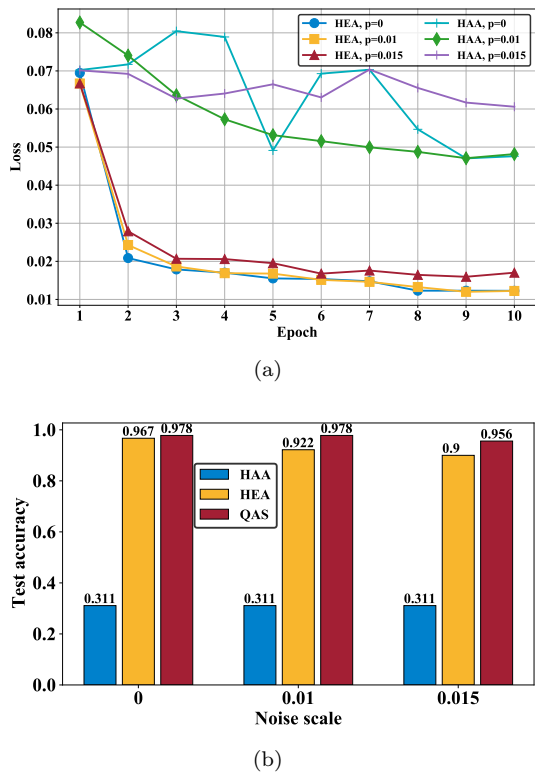 HEA, p=0 HAA, p=0
HEA, p=0.01 HAA, p=0.01
HEA, p=0.015 HAA, p=0.015
0.08
0.07
0.06
0.05
0.04
0.03
0.02
0.01
Loss
1 2 3 4 5 6 7 8 9 10
Epoch
(a)
1.0
0.8
0.6
0.4
0.2
0.0
Test accuracy
0.311 0.967 0.978
0.311 0.922 0.978
0.311 0.9 0.956
HAA
HEA
QAS
0 0.01 0.015
Noise scale
(b)